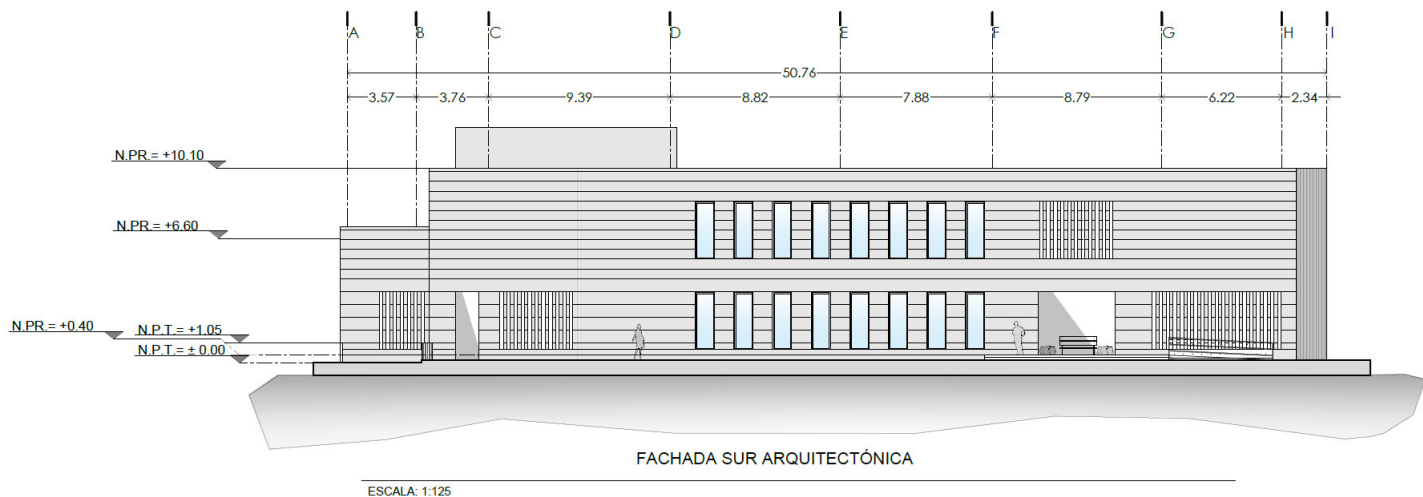 A B C D E F G H I
50.76
3.57 3.76 9.39 8.82 7.88 8.79 6.22 2.34
N.PR.= +10.10
N.PR.= +6.60
N.PR.= +0.40
N.P.T.= +1.05
N.P.T.= ± 0.00
FACHADA SUR ARQUITECTÓNICA
ESCALA: 1:125